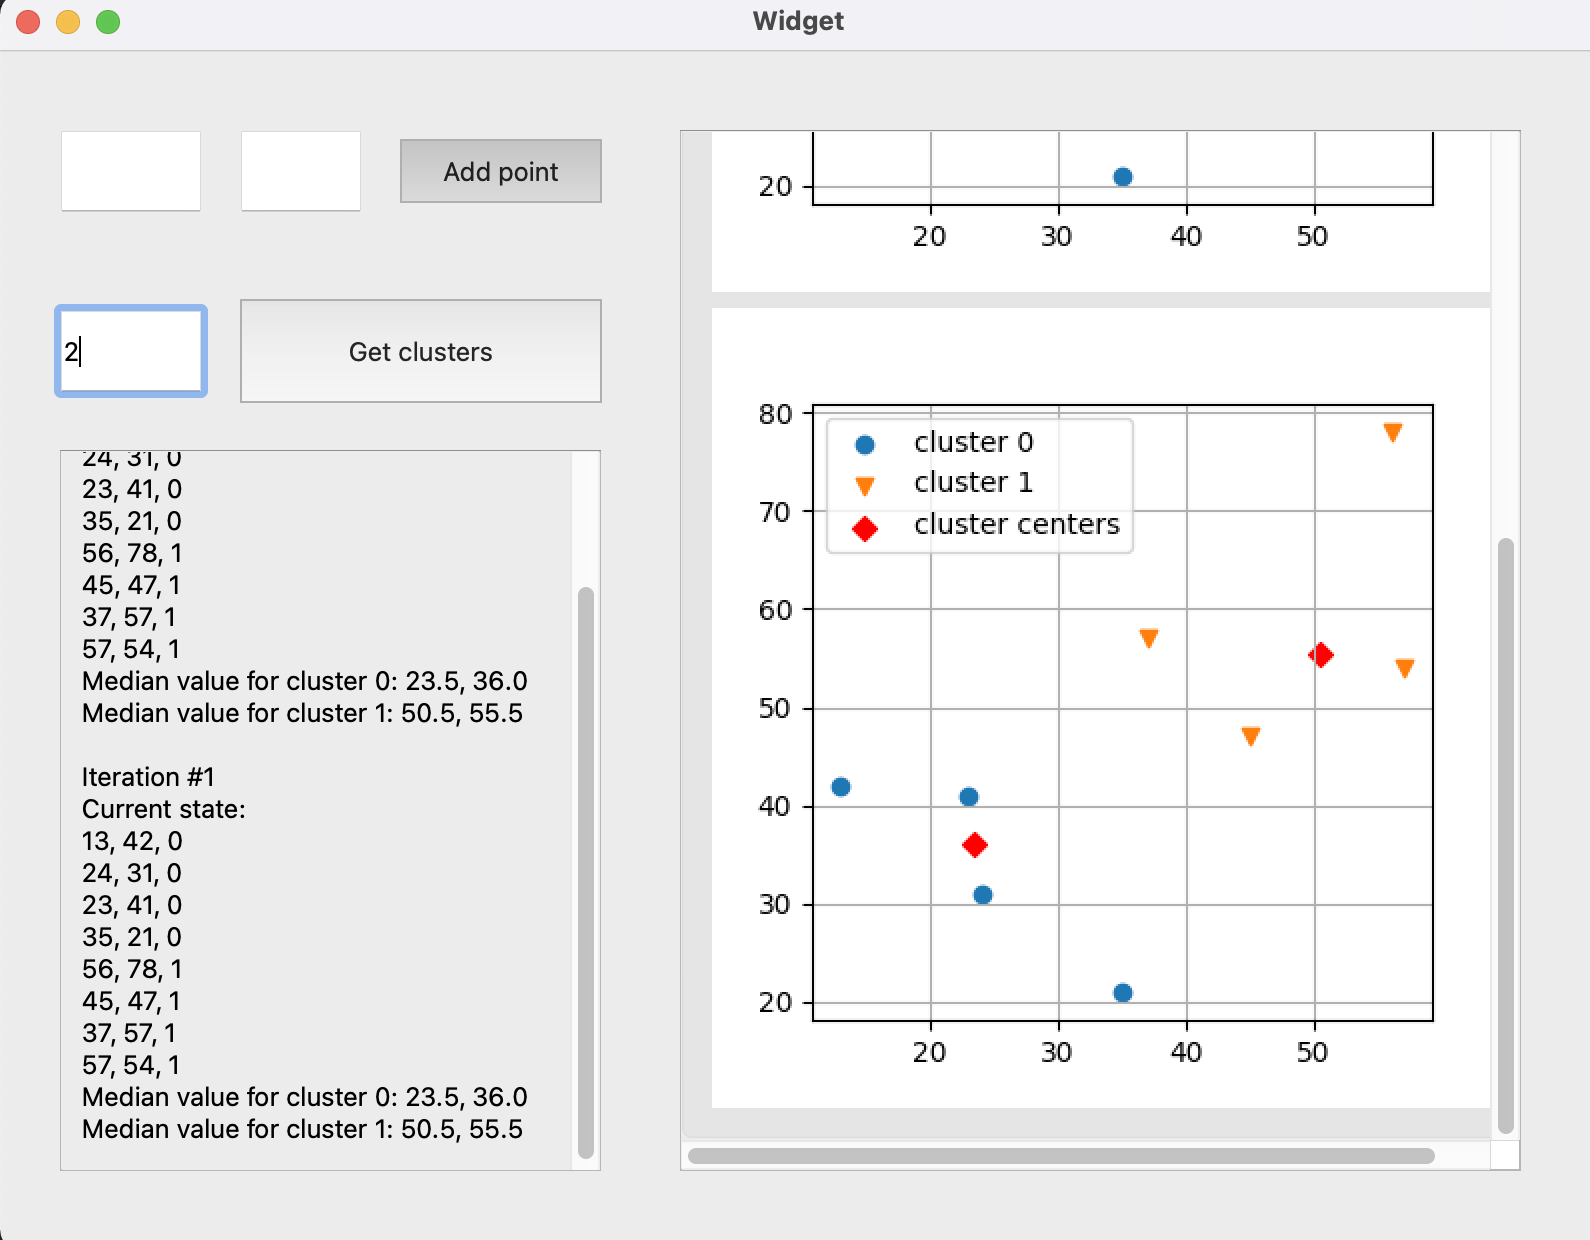 Widget
Add point
2
Get clusters
24, 31, 0
23, 41, 0
35, 21, 0
56, 78, 1
45, 47, 1
37, 57, 1
57, 54, 1
Median value for cluster 0: 23.5, 36.0
Median value for cluster 1: 50.5, 55.5
Iteration #1
Current state:
13, 42, 0
24, 31, 0
23, 41, 0
35, 21, 0
56, 78, 1
45, 47, 1
37, 57, 1
57, 54, 1
Median value for cluster 0: 23.5, 36.0
Median value for cluster 1: 50.5, 55.5
20
20 30 40 50
80
cluster 0
cluster 1
cluster centers
70
60
50
40
30
20
20 30 40 50